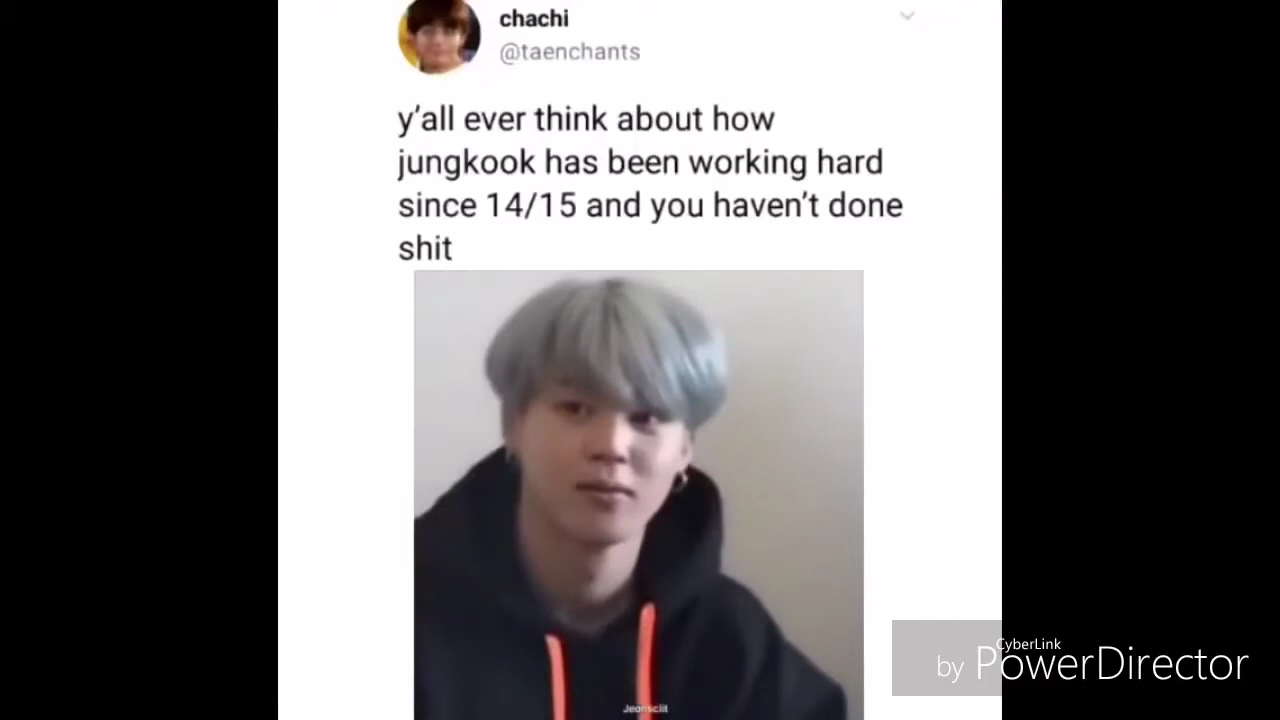 chachi
@taenchants
y’all ever think about how
jungkook has been working hard
since 14/15 and you haven’t done
shit
CyberLink
by PowerDirector
Jeonsclit